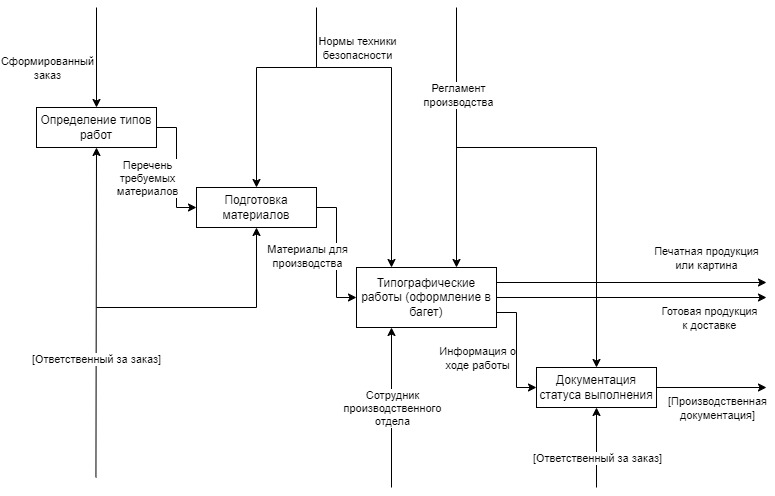 Нормы техники
безопасности
Сформированный
заказ
Регламент
производства
Определение типов
работ
Перечень
требуемых
материалов
Подготовка
материалов
Материалы для
производства
Печатная продукция
или картина
Типографические
работы (оформление в
багет)
Готовая продукция
к доставке
[Ответственный за заказ]
Информация о
ходе работы
Документация
статуса выполнения
Сотрудник
производственного
отдела
[Производственная
документация]
[Ответственный за заказ]